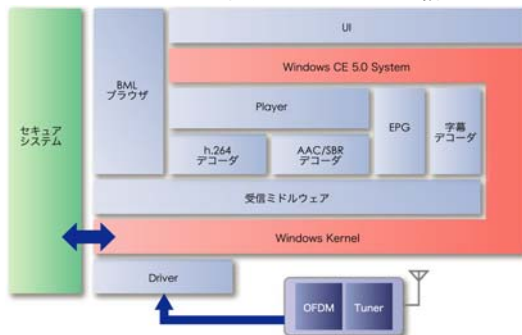 UI
Windows CE 5.0 System
BML
ブラウザ
Player
EPG
字幕
デコーダ
セキュア
システム
h.264
デコーダ
AAC/SBR
デコーダ
受信ミドルウェア
Windows Kernel
Driver
OFDM
Tuner